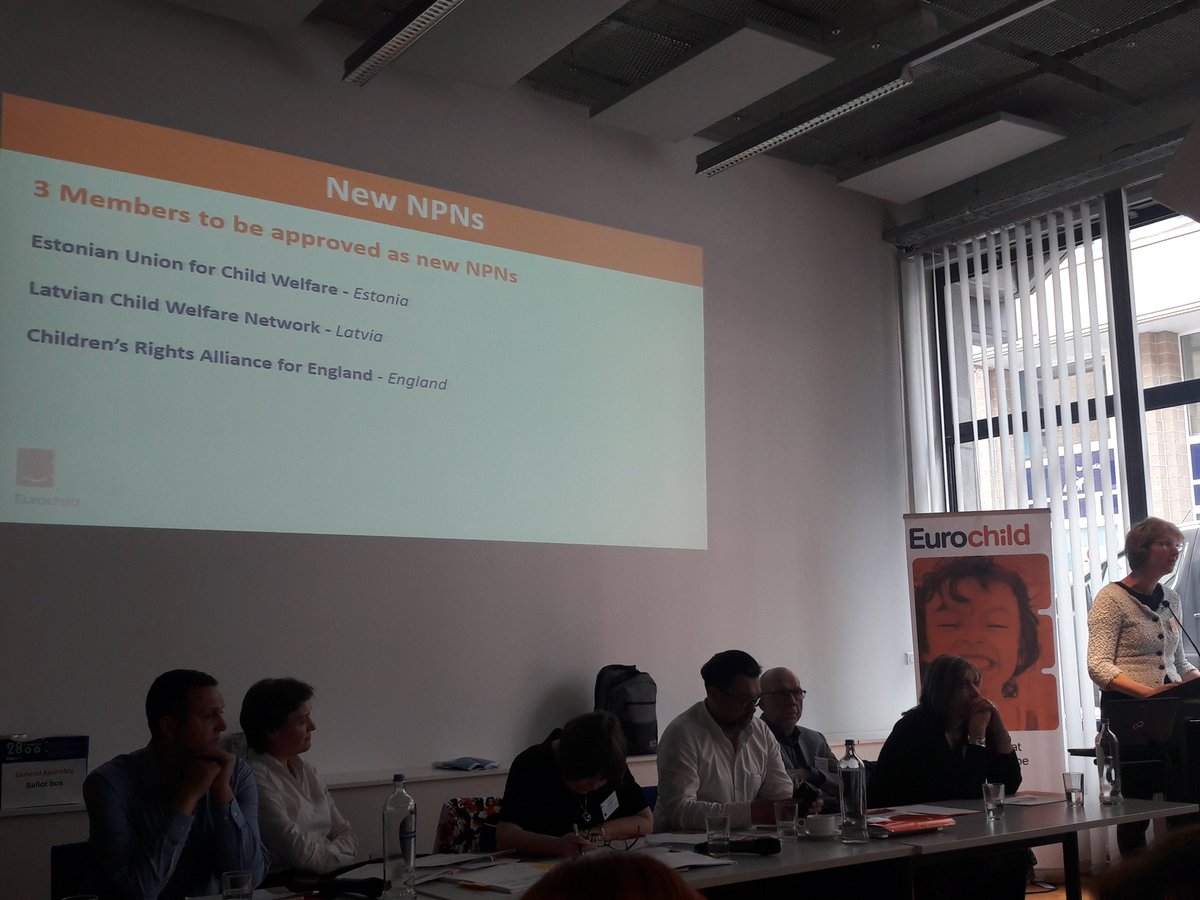 New NPNs
3 Members to be approved as new NPNs
Estonian Union for Child Welfare - Estonia
Latvian Child Welfare Network - Latvia
Children's Rights Alliance for England - England
Eurochild
Eurochild
General Assembly
Ballot box